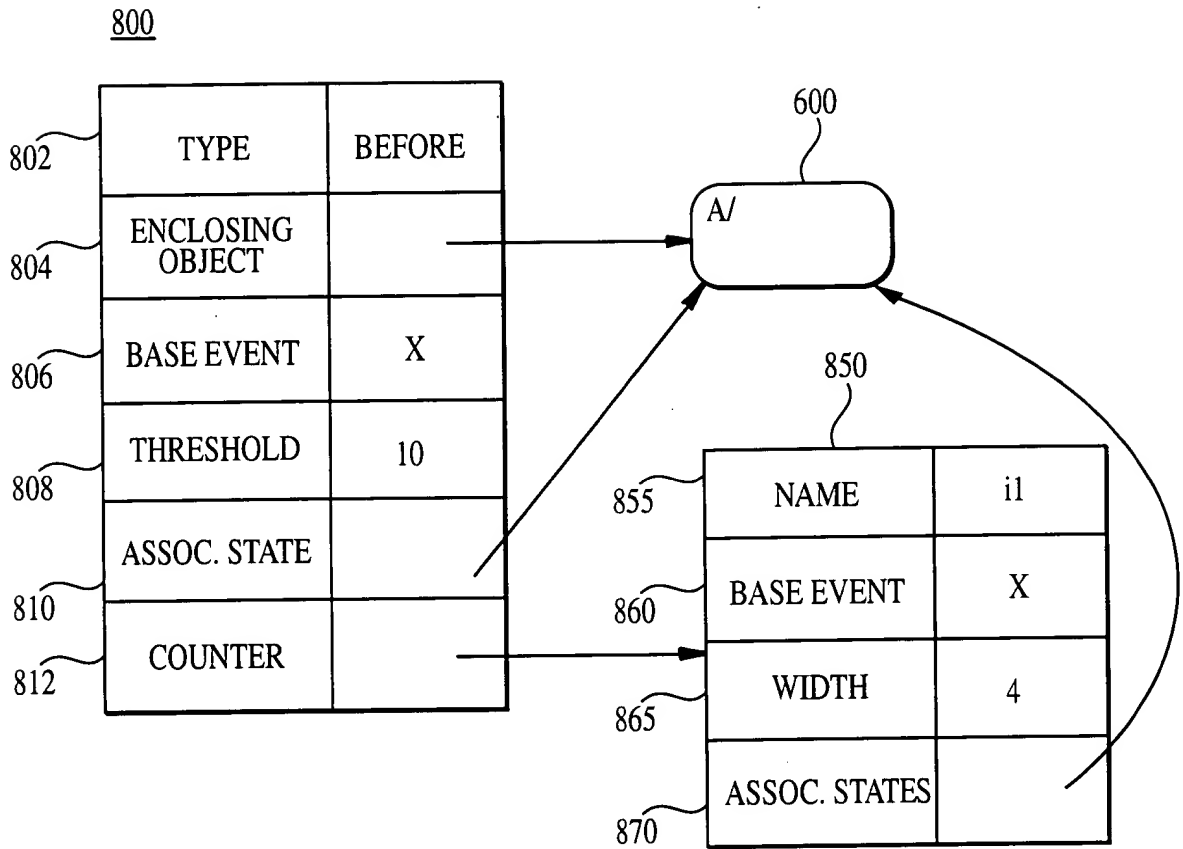 800
802
TYPE
BEFORE
804
ENCLOSING
OBJECT
806
BASE EVENT
X
808
THRESHOLD
10
810
ASSOC. STATE
812
COUNTER
600
A/
850
855
NAME
i1
860
BASE EVENT
X
865
WIDTH
4
870
ASSOC. STATES